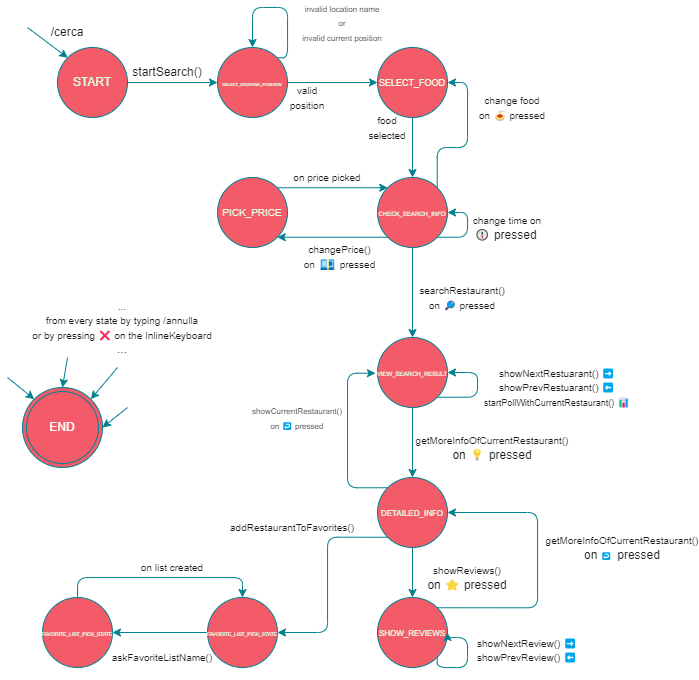 /cerca
START
startSearch()
SELECT_STARTING_POSITION
invalid location name
or
invalid current position
valid
position
SELECT_FOOD
food
selected
change food
on pressed
on price picked
PICK_PRICE
CHECK_SEARCH_INFO
changePrice()
on pressed
change time on
pressed
searchRestaurant()
on pressed
...
from every state by typing /annulla
or by pressing ❌ on the InlineKeyboard
...
END
VIEW_SEARCH_RESULT
showNextRestuarant() ➡️
showPrevRestuarant() ⬅️
startPollWithCurrentRestaurant() 📊
showCurrentRestaurant()
on pressed
getMoreInfoOfCurrentRestaurant()
on 💡 pressed
DETAILED_INFO
addRestaurantToFavorites()
showReviews()
on ⭐ pressed
getMoreInfoOfCurrentRestaurant()
on pressed
on list created
FAVORITE_LIST_PICK_STATE
FAVORITE_LIST_PICK_STATE
askFavoriteListName()
SHOW_REVIEWS
showNextReview() ➡️
showPrevReview() ⬅️